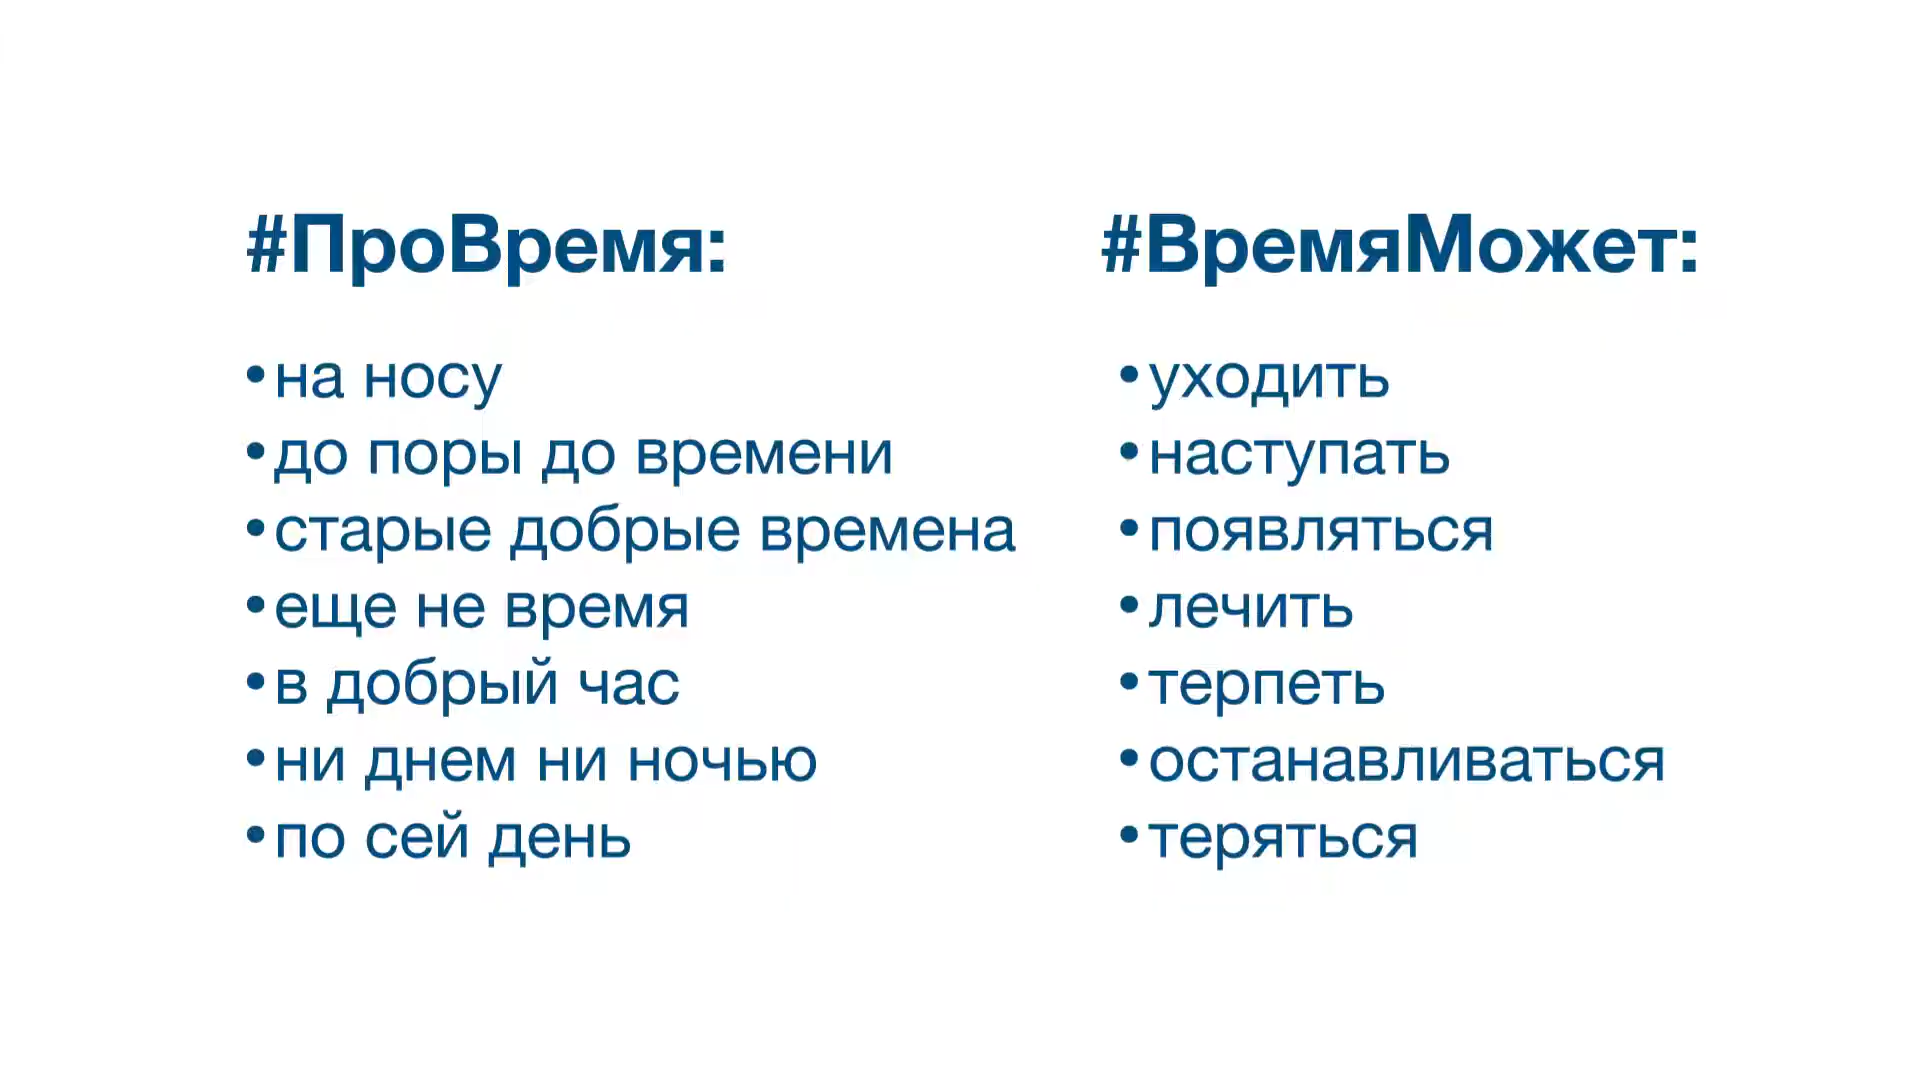 #ПроВремя:
•на носу
•до поры до времени
•старые добрые времена
•еще не время
•в добрый час
•ни днем ни ночью
•по сей день
#ВремяМожет:
•уходить
•наступать
•появляться
•лечить
•терпеть
•останавливаться
•теряться